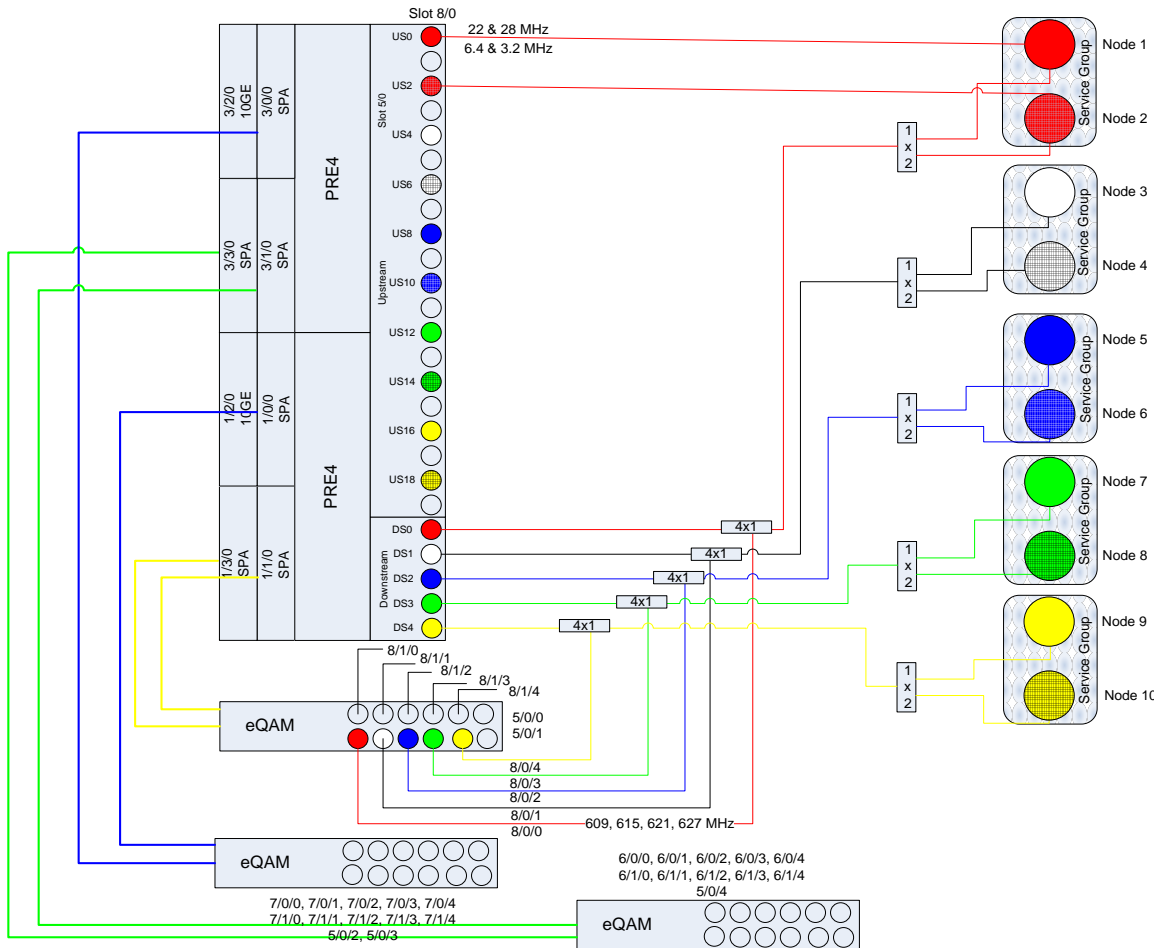 Slot 8/0
US0
22 & 28 MHz
6.4 & 3.2 MHz
US2
Slot 5/0
US4
US6
US8
Upstream
US10
US12
US14
US16
US18
DS0
DS1
DS2
Downstream
DS3
DS4
3/2/0
10GE
3/0/0
SPA
3/3/0
SPA
3/1/0
SPA
PRE4
1/2/0
10GE
1/0/0
SPA
1/3/0
SPA
1/1/0
SPA
PRE4
4x1
4x1
4x1
4x1
4x1
1
x
2
1
x
2
1
x
2
1
x
2
1
x
2
Service Group
Node 1
Node 2
Service Group
Node 3
Node 4
Service Group
Node 5
Node 6
Service Group
Node 7
Node 8
Service Group
Node 9
Node 10
8/1/0
8/1/1
8/1/2
8/1/3
8/1/4
eQAM
5/0/0
5/0/1
8/0/4
8/0/3
8/0/2
8/0/1
8/0/0
609, 615, 621, 627 MHz
eQAM
7/0/0, 7/0/1, 7/0/2, 7/0/3, 7/0/4
7/1/0, 7/1/1, 7/1/2, 7/1/3, 7/1/4
5/0/2, 5/0/3
6/0/0, 6/0/1, 6/0/2, 6/0/3, 6/0/4
6/1/0, 6/1/1, 6/1/2, 6/1/3, 6/1/4
5/0/4
eQAM